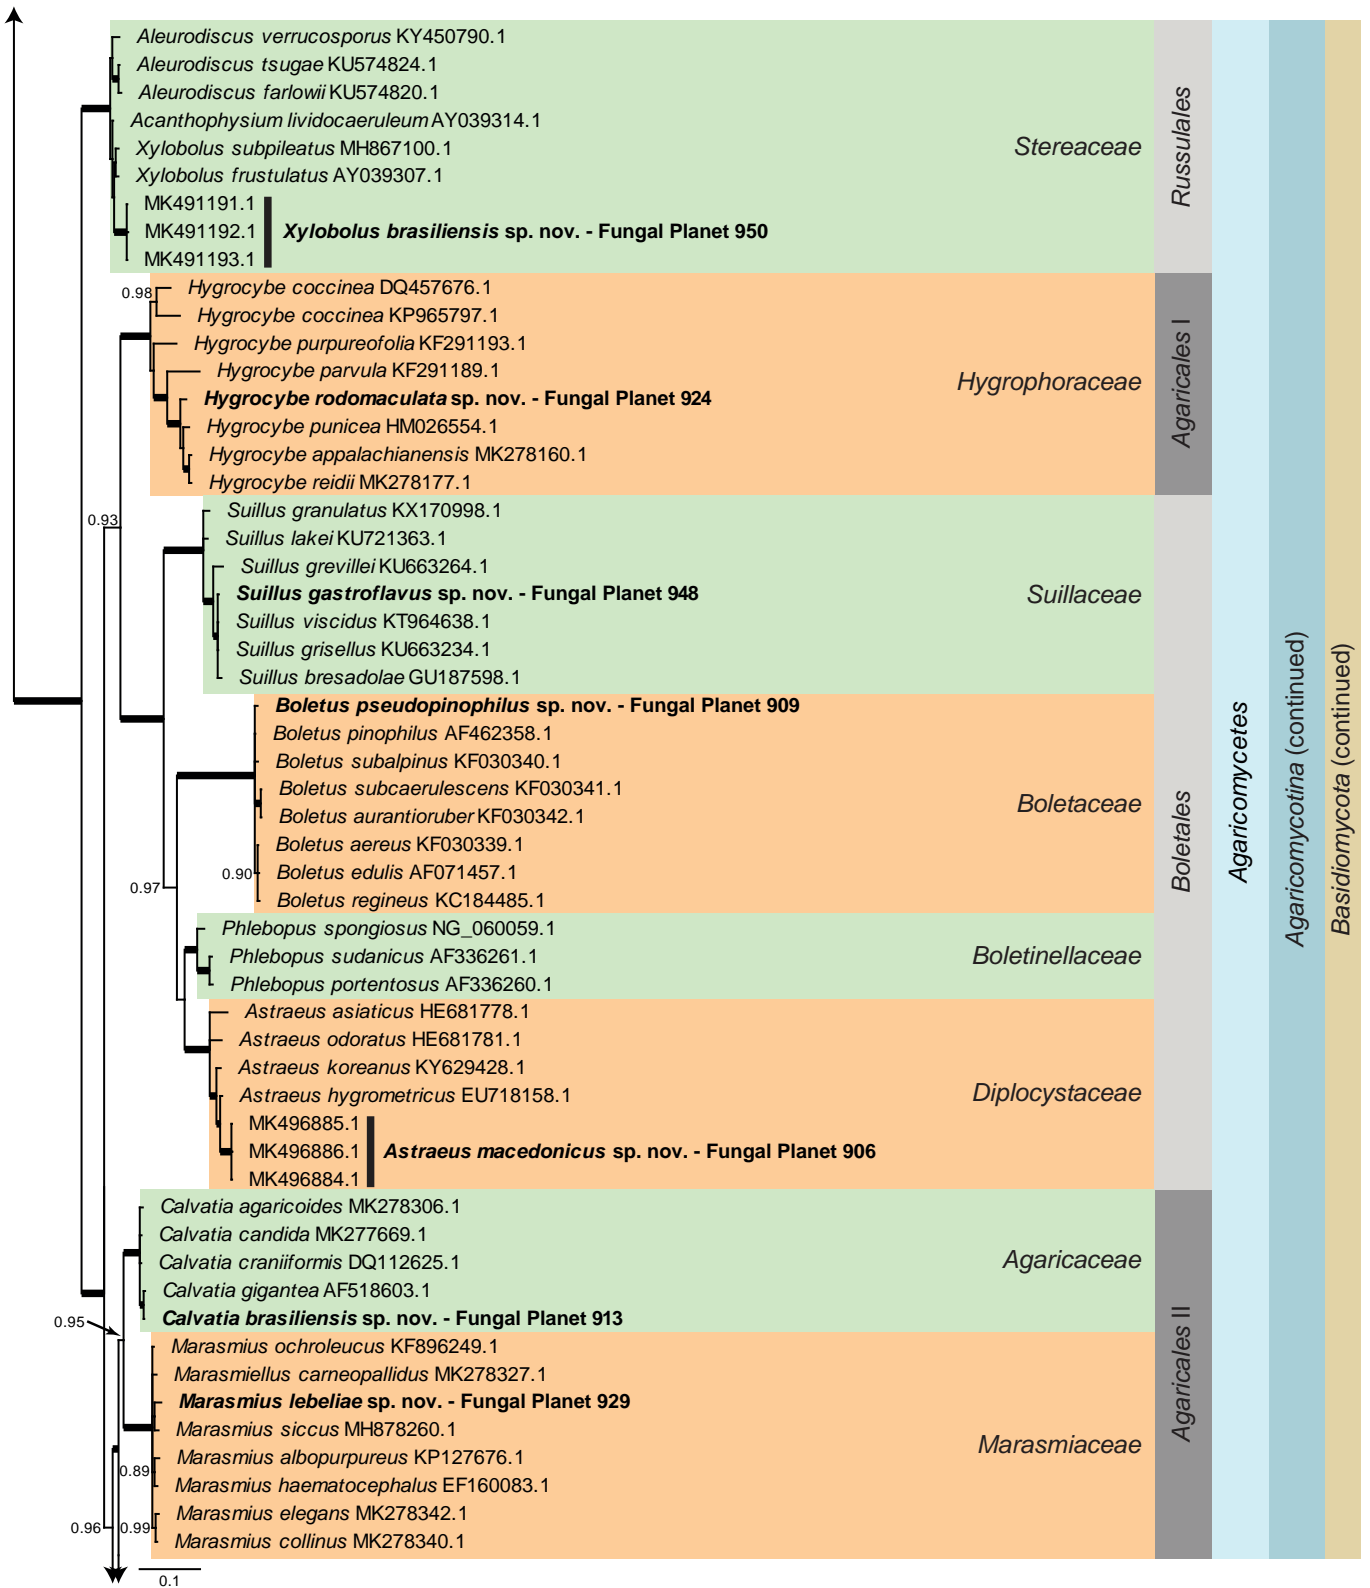 Aleurodiscus verrucosporus KY450790.1
Aleurodiscus tsugae KU574824.1
Aleurodiscus farlowii KU574820.1
Acanthophysium lividocaeruleum AY039314.1
Xylobolus subpileatus MH867100.1
Xylobolus frustulatus AY039307.1
MK491191.1
MK491192.1
MK491193.1
Xylobolus brasiliensis sp. nov. - Fungal Planet 950
Stereaceae
Russulales
0.98
Hygrocybe coccinea DQ457676.1
Hygrocybe coccinea KP965797.1
Hygrocybe purpureofolia KF291193.1
Hygrocybe parvula KF291189.1
Hygrocybe rodomaculata sp. nov. - Fungal Planet 924
Hygrocybe punicea HM026554.1
Hygrocybe appalachianensis MK278160.1
Hygrocybe reidii MK278177.1
Hygrophoraceae
Agaricales I
0.93
Suillus granulatus KX170998.1
Suillus lakei KU721363.1
Suillus grevillei KU663264.1
Suillus gastroflavus sp. nov. - Fungal Planet 948
Suillus viscidus KT964638.1
Suillus grisellus KU663234.1
Suillus bresadolae GU187598.1
Suillaceae
Boletus pseudopinophilus sp. nov. - Fungal Planet 909
Boletus pinophilus AF462358.1
Boletus subalpinus KF030340.1
Boletus subcaerulescens KF030341.1
Boletus aurantioruber KF030342.1
Boletus aereus KF030339.1
0.90
Boletus edulis AF071457.1
Boletus regineus KC184485.1
Boletaceae
0.97
Boletales
Phlebopus spongiosus NG_060059.1
Phlebopus sudanicus AF336261.1
Phlebopus portentosus AF336260.1
Boletinellaceae
Astraeus asiaticus HE681778.1
Astraeus odoratus HE681781.1
Astraeus koreanus KY629428.1
Astraeus hygrometricus EU718158.1
MK496885.1
MK496886.1
MK496884.1
Astraeus macedonicus sp. nov. - Fungal Planet 906
Diplocystaceae
Calvatia agaricoides MK278306.1
Calvatia candida MK277669.1
Calvatia craniiformis DQ112625.1
Calvatia gigantea AF518603.1
Calvatia brasiliensis sp. nov. - Fungal Planet 913
Agaricaceae
0.95
Marasmius ochroleucus KF896249.1
Marasmiellus carneopallidus MK278327.1
Marasmius lebeliae sp. nov. - Fungal Planet 929
Marasmius siccus MH878260.1
Marasmius albopurpureus KP127676.1
0.89
Marasmius haematocephalus EF160083.1
Marasmius elegans MK278342.1
0.96
0.99
Marasmius collinus MK278340.1
Marasmiaceae
Agaricales II
Agaricomycetes
Agaricomycotina (continued)
Basidiomycota (continued)
0.1